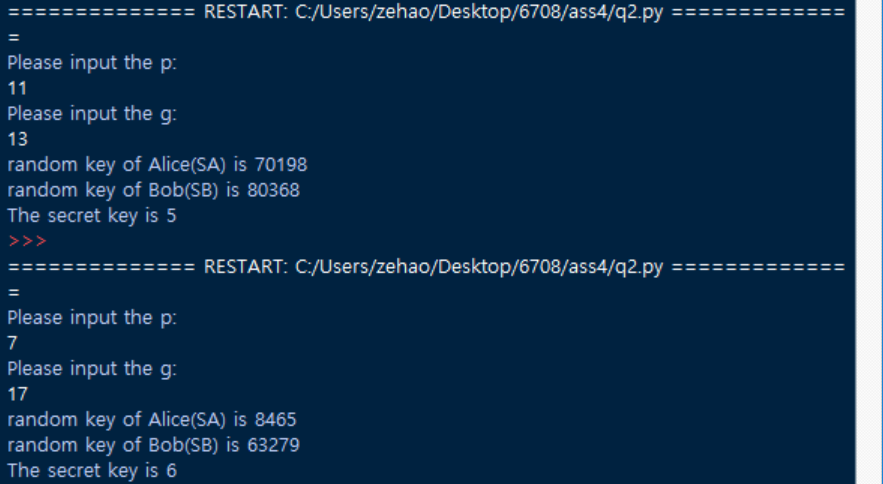 ============== RESTART: C:/Users/zehao/Desktop/6708/ass4/q2.py =============
=
Please input the p:
11
Please input the g:
13
random key of Alice(SA) is 70198
random key of Bob(SB) is 80368
The secret key is 5
>>>
============== RESTART: C:/Users/zehao/Desktop/6708/ass4/q2.py =============
=
Please input the p:
7
Please input the g:
17
random key of Alice(SA) is 8465
random key of Bob(SB) is 63279
The secret key is 6